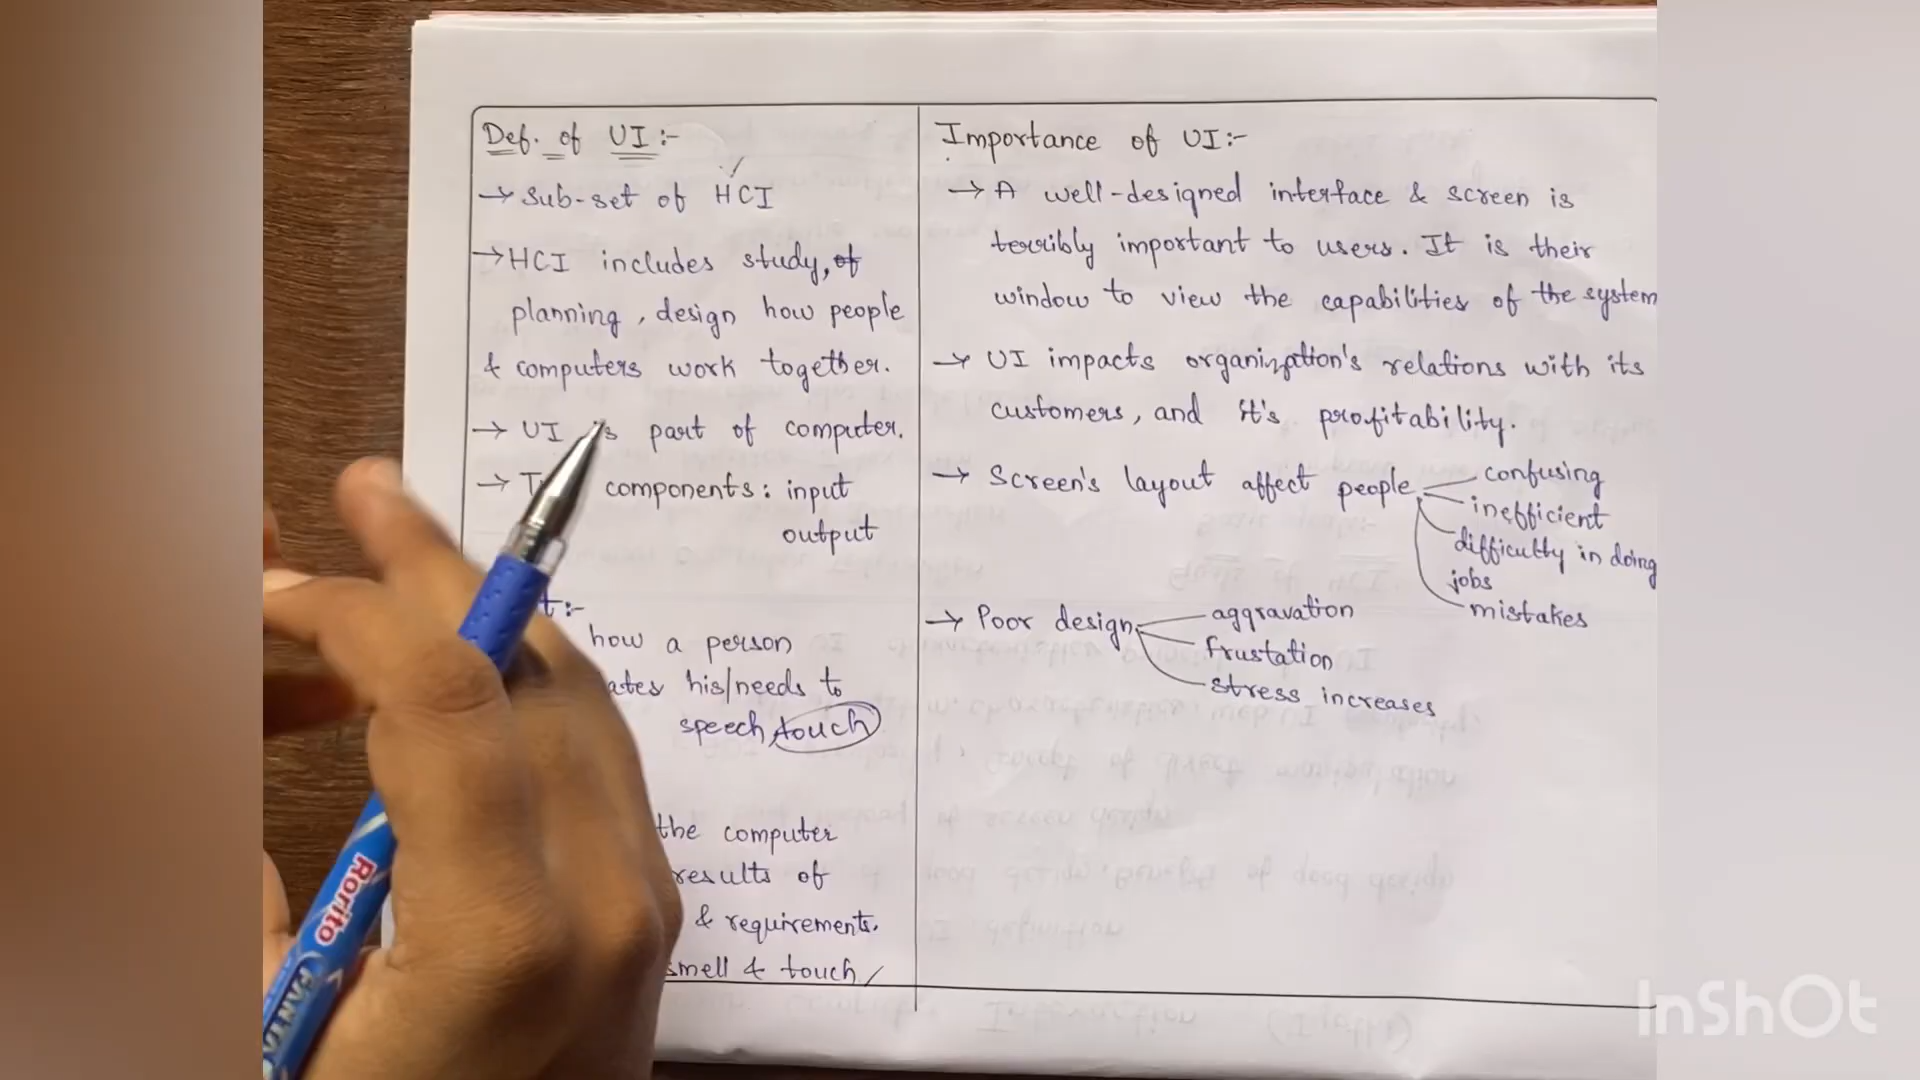 Def. of UI:-
→ Sub-set of HCI
→ HCI includes study, of
planning, design how people
& computers work together.
→ UI is part of computer.
→ components: input
output
how a person
his/needs to
speech, touch
the computer
results of
& requirements.
smell & touch
Importance of UI:-
→ A well-designed interface & screen is
terribly important to users. It is their
window to view the capabilities of the system
→ UI impacts organization's relations with its
customers, and it's profitability.
→ Screen's layout affect people
confusing
inefficient
difficulty in doing
jobs
mistakes
→ Poor design
aggravation
frustation
stress increases
Rorito
InShOt